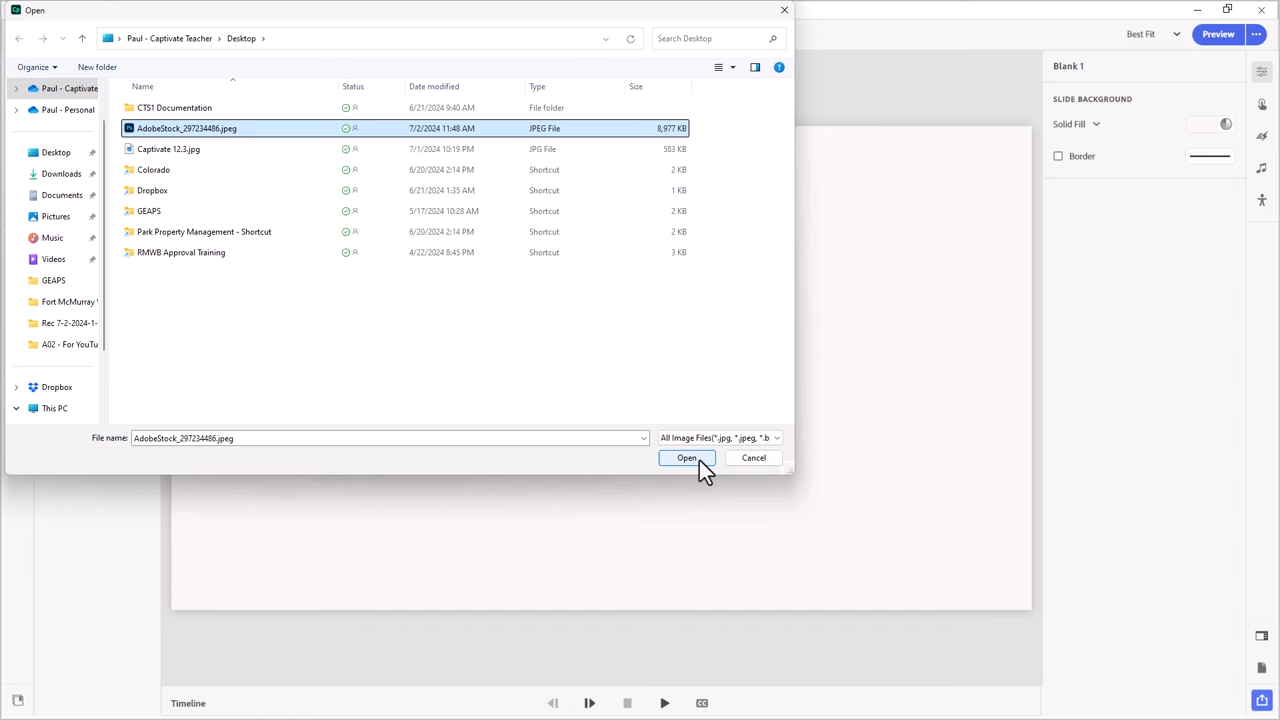 Open
Paul - Captivate Teacher
Desktop
Search Desktop
Best Fit
Preview
Organize
New folder
Blank 1
Paul - Captivate
Paul - Personal
Desktop
Downloads
Documents
Pictures
Music
Videos
GEAPS
Fort McMurray
Rec 7-2-2024-1-
A02 - For YouTu
Dropbox
This PC
Name Status Date modified Type Size
CTS1 Documentation 6/21/2024 9:40 AM File folder
AdobeStock_297234486.jpeg 7/2/2024 11:48 AM JPEG File 8,977 KB
Captivate 12.3.jpg 7/1/2024 10:19 PM JPG File 583 KB
Colorado 6/20/2024 2:14 PM Shortcut 2 KB
Dropbox 6/21/2024 1:35 AM Shortcut 1 KB
GEAPS 5/17/2024 10:28 AM Shortcut 2 KB
Park Property Management - Shortcut 6/20/2024 2:14 PM Shortcut 2 KB
RMWB Approval Training 4/22/2024 8:45 PM Shortcut 3 KB
SLIDE BACKGROUND
Solid Fill
Border
File name: AdobeStock_297234486.jpeg All Image Files(*.jpg, *.jpeg, *.b
Open Cancel
Timeline
CC